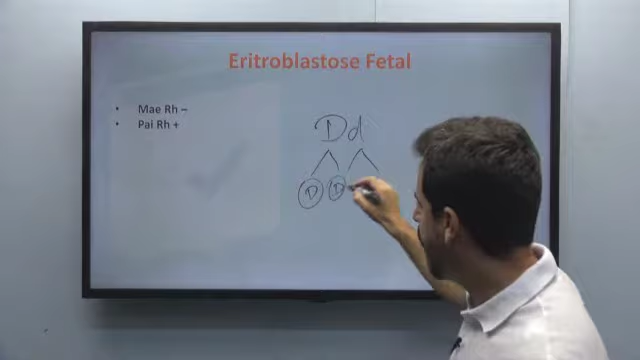 Eritroblastose Fetal
• Mae Rh –
• Pai Rh +
Dd
D D